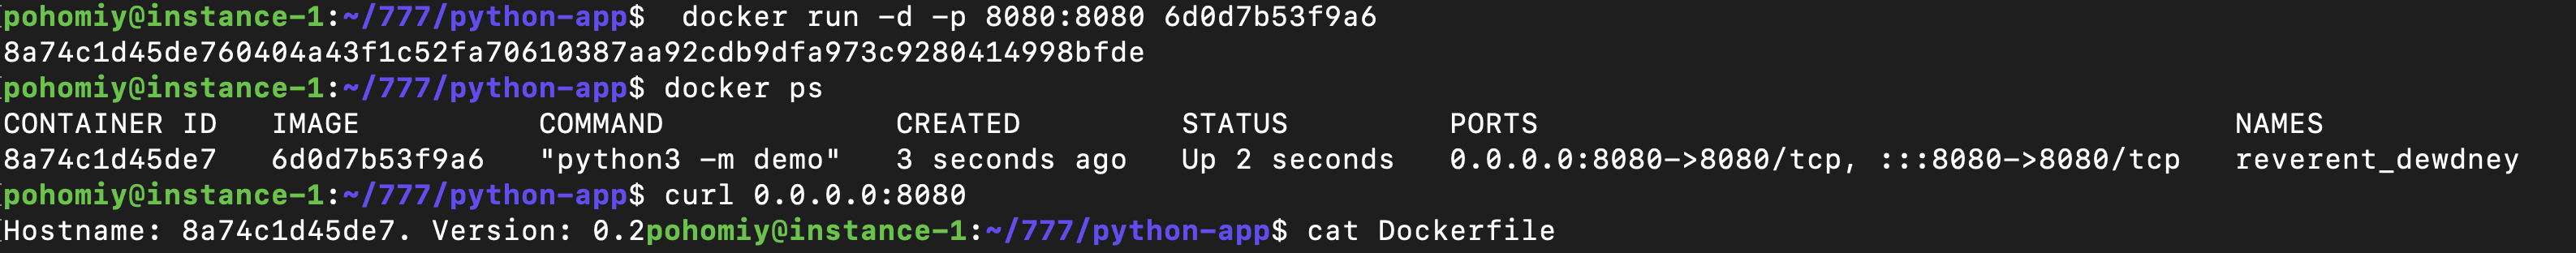 pohomiy@instance-1:~/777/python-app$  docker run -d -p 8080:8080 6d0d7b53f9a6
8a74c1d45de760404a43f1c52fa70610387aa92cdb9dfa973c9280414998bfde
pohomiy@instance-1:~/777/python-app$ docker ps
CONTAINER ID   IMAGE          COMMAND             CREATED         STATUS         PORTS                                       NAMES
8a74c1d45de7   6d0d7b53f9a6   "python3 -m demo"   3 seconds ago   Up 2 seconds   0.0.0.0:8080->8080/tcp, :::8080->8080/tcp   reverent_dewdney
pohomiy@instance-1:~/777/python-app$ curl 0.0.0.0:8080
Hostname: 8a74c1d45de7. Version: 0.2pohomiy@instance-1:~/777/python-app$ cat Dockerfile